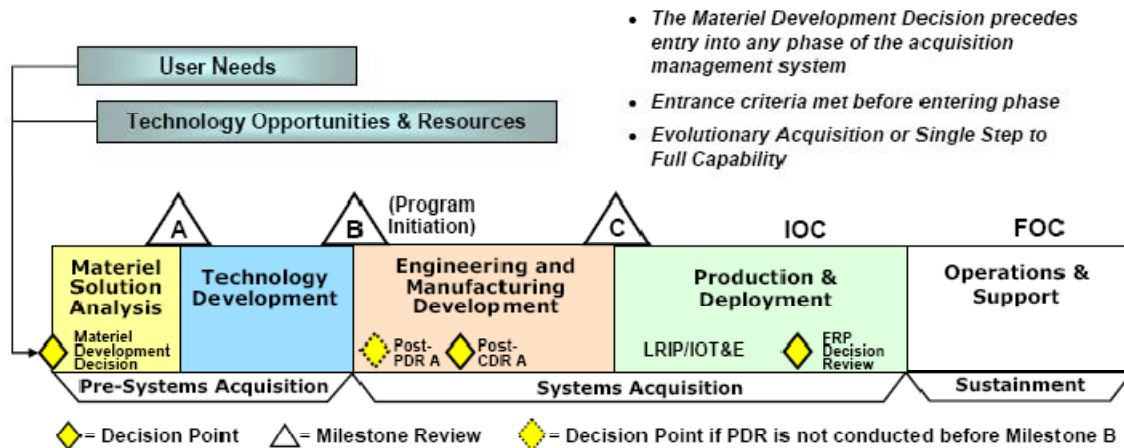 • The Materiel Development Decision precedes
entry into any phase of the acquisition
management system
• Entrance criteria met before entering phase
• Evolutionary Acquisition or Single Step to
Full Capability
User Needs
Technology Opportunities & Resources
A
B
(Program
Initiation)
C
IOC
FOC
Materiel
Solution
Analysis
Technology
Development
Engineering and
Manufacturing
Development
Production &
Deployment
Operations &
Support
Materiel
Development
Decision
Post-
PDR A
Post-
CDR A
LRIP/IOT&E
ERP
Decision
Review
Pre-Systems Acquisition
Systems Acquisition
Sustainment
= Decision Point
= Milestone Review
= Decision Point if PDR is not conducted before Milestone B